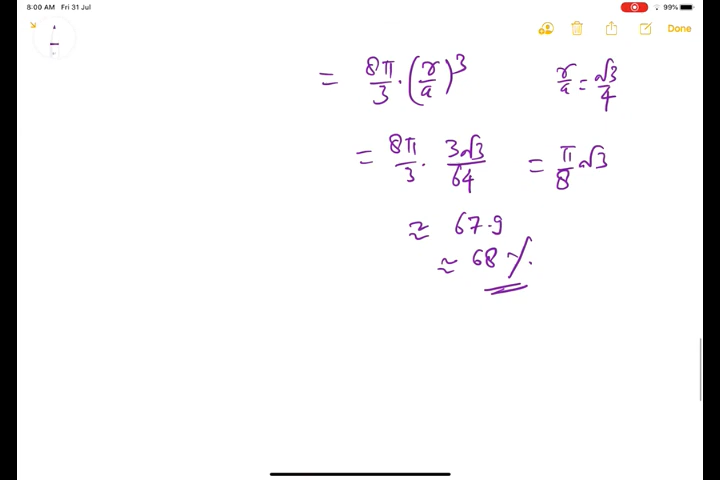 8:00 AM Fri 31 Jul 99%
Done
= 8π/3 · (r/a)^3 r/a = √3/4
= 8π/3 · 3√3/64 = π/8 √3
≈ 67.9
≈ 68 %.